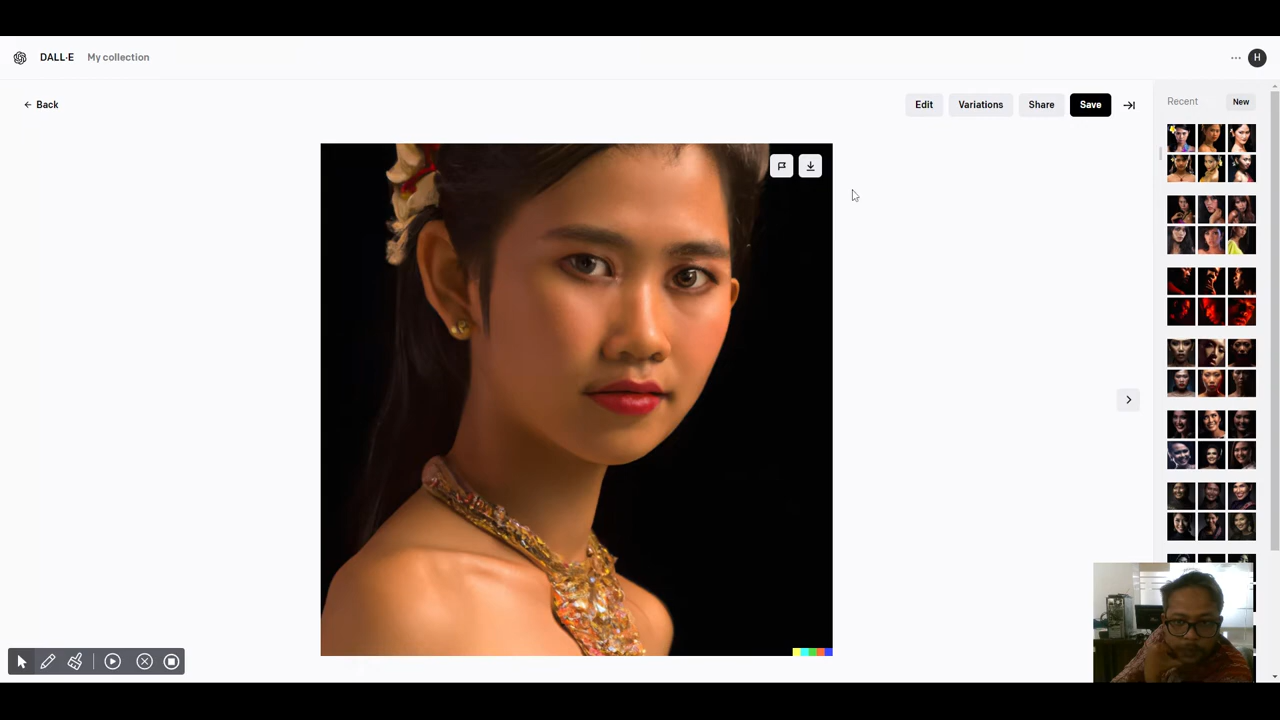 DALL·E My collection
H
← Back
Edit Variations Share Save
Recent New